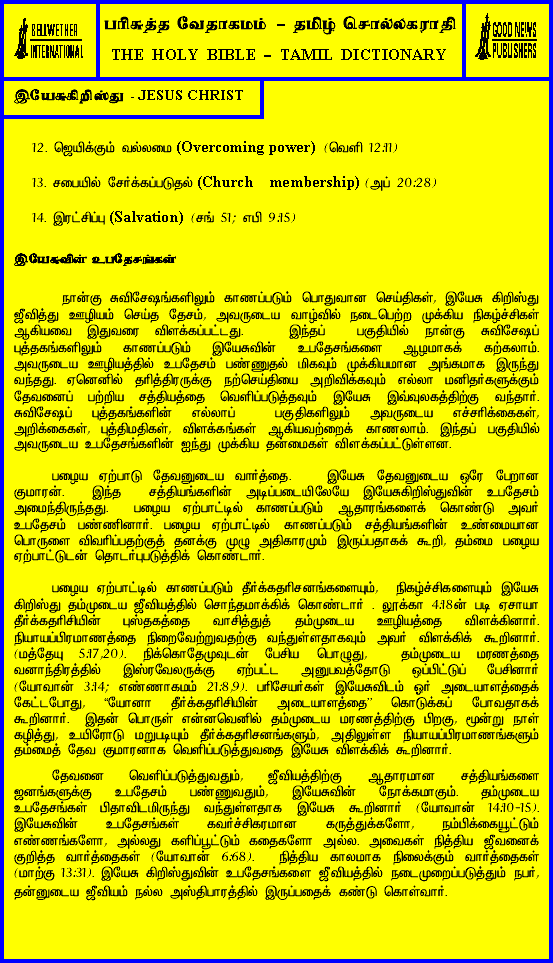 BELLWETHER
INTERNATIONAL
பரிசுத்த வேதாகமம் – தமிழ் சொல்லகராதி
THE HOLY BIBLE – TAMIL DICTIONARY
GOOD NEWS
PUBLISHERS
இயேசுகிறிஸ்து - JESUS CHRIST
12. ஜெயிக்கும் வல்லமை (Overcoming power) (வெளி 12:11)
13. சபையில் சேர்க்கப்படுதல் (Church membership) (அப் 20:28)
14. இரட்சிப்பு (Salvation) (சங் 51; எபி 9:15)
இயேசுவின் உபதேசங்கள்
நான்கு சுவிசேஷங்களிலும் காணப்படும் பொதுவான செய்திகள், இயேசு கிறிஸ்து
ஜீவித்து ஊழியம் செய்த தேசம், அவருடைய வாழ்வில் நடைபெற்ற முக்கிய நிகழ்ச்சிகள்
ஆகியவை இதுவரை விளக்கப்பட்டது. இந்தப் பகுதியில் நான்கு சுவிசேஷப்
புத்தகங்களிலும் காணப்படும் இயேசுவின் உபதேசங்களை ஆழமாகக் கற்கலாம்.
அவருடைய ஊழியத்தில் உபதேசம் பண்ணுதல் மிகவும் முக்கியமான அங்கமாக இருந்து
வந்தது. ஏனெனில் தரித்திரருக்கு நற்செய்தியை அறிவிக்கவும் எல்லா மனிதர்களுக்கும்
தேவனைப் பற்றிய சத்தியத்தை வெளிப்படுத்தவும் இயேசு இவ்வுலகத்திற்கு வந்தார்.
சுவிசேஷப் புத்தகங்களின் எல்லாப் பகுதிகளிலும் அவருடைய எச்சரிக்கைகள்,
அறிக்கைகள், புத்திமதிகள், விளக்கங்கள் ஆகியவற்றைக் காணலாம். இந்தப் பகுதியில்
அவருடைய உபதேசங்களின் ஐந்து முக்கிய தன்மைகள் விளக்கப்பட்டுள்ளன.
பழைய ஏற்பாடு தேவனுடைய வார்த்தை. இயேசு தேவனுடைய ஒரே பேறான
குமாரன். இந்த சத்தியங்களின் அடிப்படையிலேயே இயேசுகிறிஸ்துவின் உபதேசம்
அமைந்திருந்தது. பழைய ஏற்பாட்டில் காணப்படும் ஆதாரங்களைக் கொண்டு அவர்
உபதேசம் பண்ணினார். பழைய ஏற்பாட்டில் காணப்படும் சத்தியங்களின் உண்மையான
பொருளை விவரிப்பதற்குத் தனக்கு முழு அதிகாரமும் இருப்பதாகக் கூறி, தம்மை பழைய
ஏற்பாட்டுடன் தொடர்புபடுத்திக் கொண்டார்.
பழைய ஏற்பாட்டில் காணப்படும் தீர்க்கதரிசனங்களையும், நிகழ்ச்சிகளையும் இயேசு
கிறிஸ்து தம்முடைய ஜீவியத்தில் சொந்தமாக்கிக் கொண்டார் . லூக்கா 4:18ன் படி ஏசாயா
தீர்க்கதரிசியின் புஸ்தகத்தை வாசித்துத் தம்முடைய ஊழியத்தை விளக்கினார்.
நியாயப்பிரமாணத்தை நிறைவேற்றுவதற்கு வந்துள்ளதாகவும் அவர் விளக்கிக் கூறினார்.
(மத்தேயு 5:17,20). நிக்கொதேமுவுடன் பேசிய பொழுது, தம்முடைய மரணத்தை
வனாந்திரத்தில் இஸ்ரவேலருக்கு ஏற்பட்ட அனுபவத்தோடு ஒப்பிட்டுப் பேசினார்
(யோவான் 3:14; எண்ணாகமம் 21:8,9). பரிசேயர்கள் இயேசுவிடம் ஓர் அடையாளத்தைக்
கேட்டபோது, “யோனா தீர்க்கதரிசியின் அடையாளத்தை” கொடுக்கப் போவதாகக்
கூறினார். இதன் பொருள் என்னவெனில் தம்முடைய மரணத்திற்கு பிறகு, மூன்று நாள்
கழித்து, உயிரோடு மறுபடியும் தீர்க்கதரிசனங்களும், அதிலுள்ள நியாயப்பிரமாணங்களும்
தம்மைத் தேவ குமாரனாக வெளிப்படுத்துவதை இயேசு விளக்கிக் கூறினார்.
தேவனை வெளிப்படுத்துவதும், ஜீவியத்திற்கு ஆதாரமான சத்தியங்களை
ஜனங்களுக்கு உபதேசம் பண்ணுவதும், இயேசுவின் நோக்கமாகும். தம்முடைய
உபதேசங்கள் பிதாவிடமிருந்து வந்துள்ளதாக இயேசு கூறினார் (யோவான் 14:10-15).
இயேசுவின் உபதேசங்கள் கவர்ச்சிகரமான கருத்துக்களோ, நம்பிக்கையூட்டும்
எண்ணங்களோ, அல்லது களிப்பூட்டும் கதைகளோ அல்ல. அவைகள் நித்திய ஜீவனைக்
குறித்த வார்த்தைகள் (யோவான் 6:68). நித்திய காலமாக நிலைக்கும் வார்த்தைகள்
(மாற்கு 13:31). இயேசு கிறிஸ்துவின் உபதேசங்களை ஜீவியத்தில் நடைமுறைப்படுத்தும் நபர்,
தன்னுடைய ஜீவியம் நல்ல அஸ்திபாரத்தில் இருப்பதைக் கண்டு கொள்வார்.